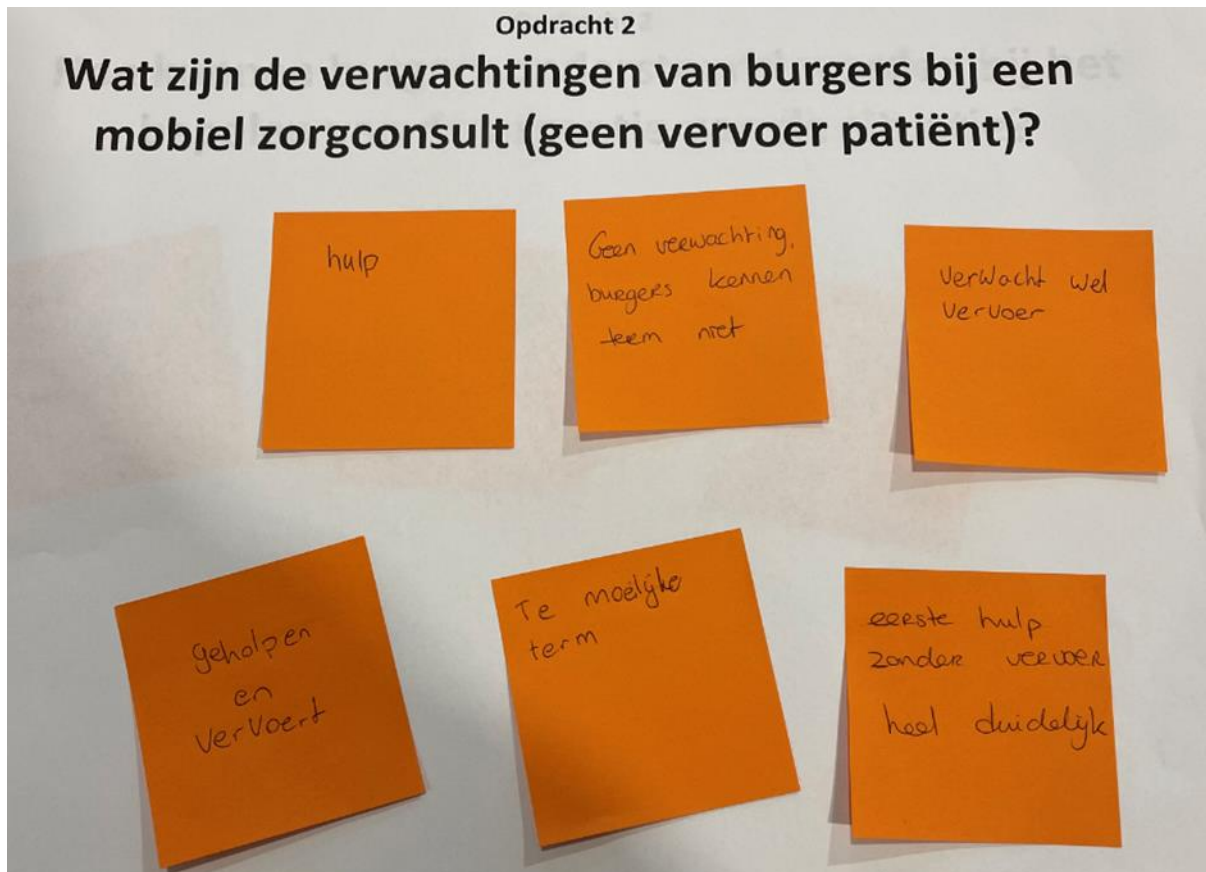 Opdracht 2
Wat zijn de verwachtingen van burgers bij een
mobiel zorgconsult (geen vervoer patiënt)?
hulp
Geen verwachting,
burgers kennen
term niet
verwacht wel
vervoer
geholpen
en
vervoert
Te moeilijke
term
eerste hulp
zonder vervoer
heel duidelijk